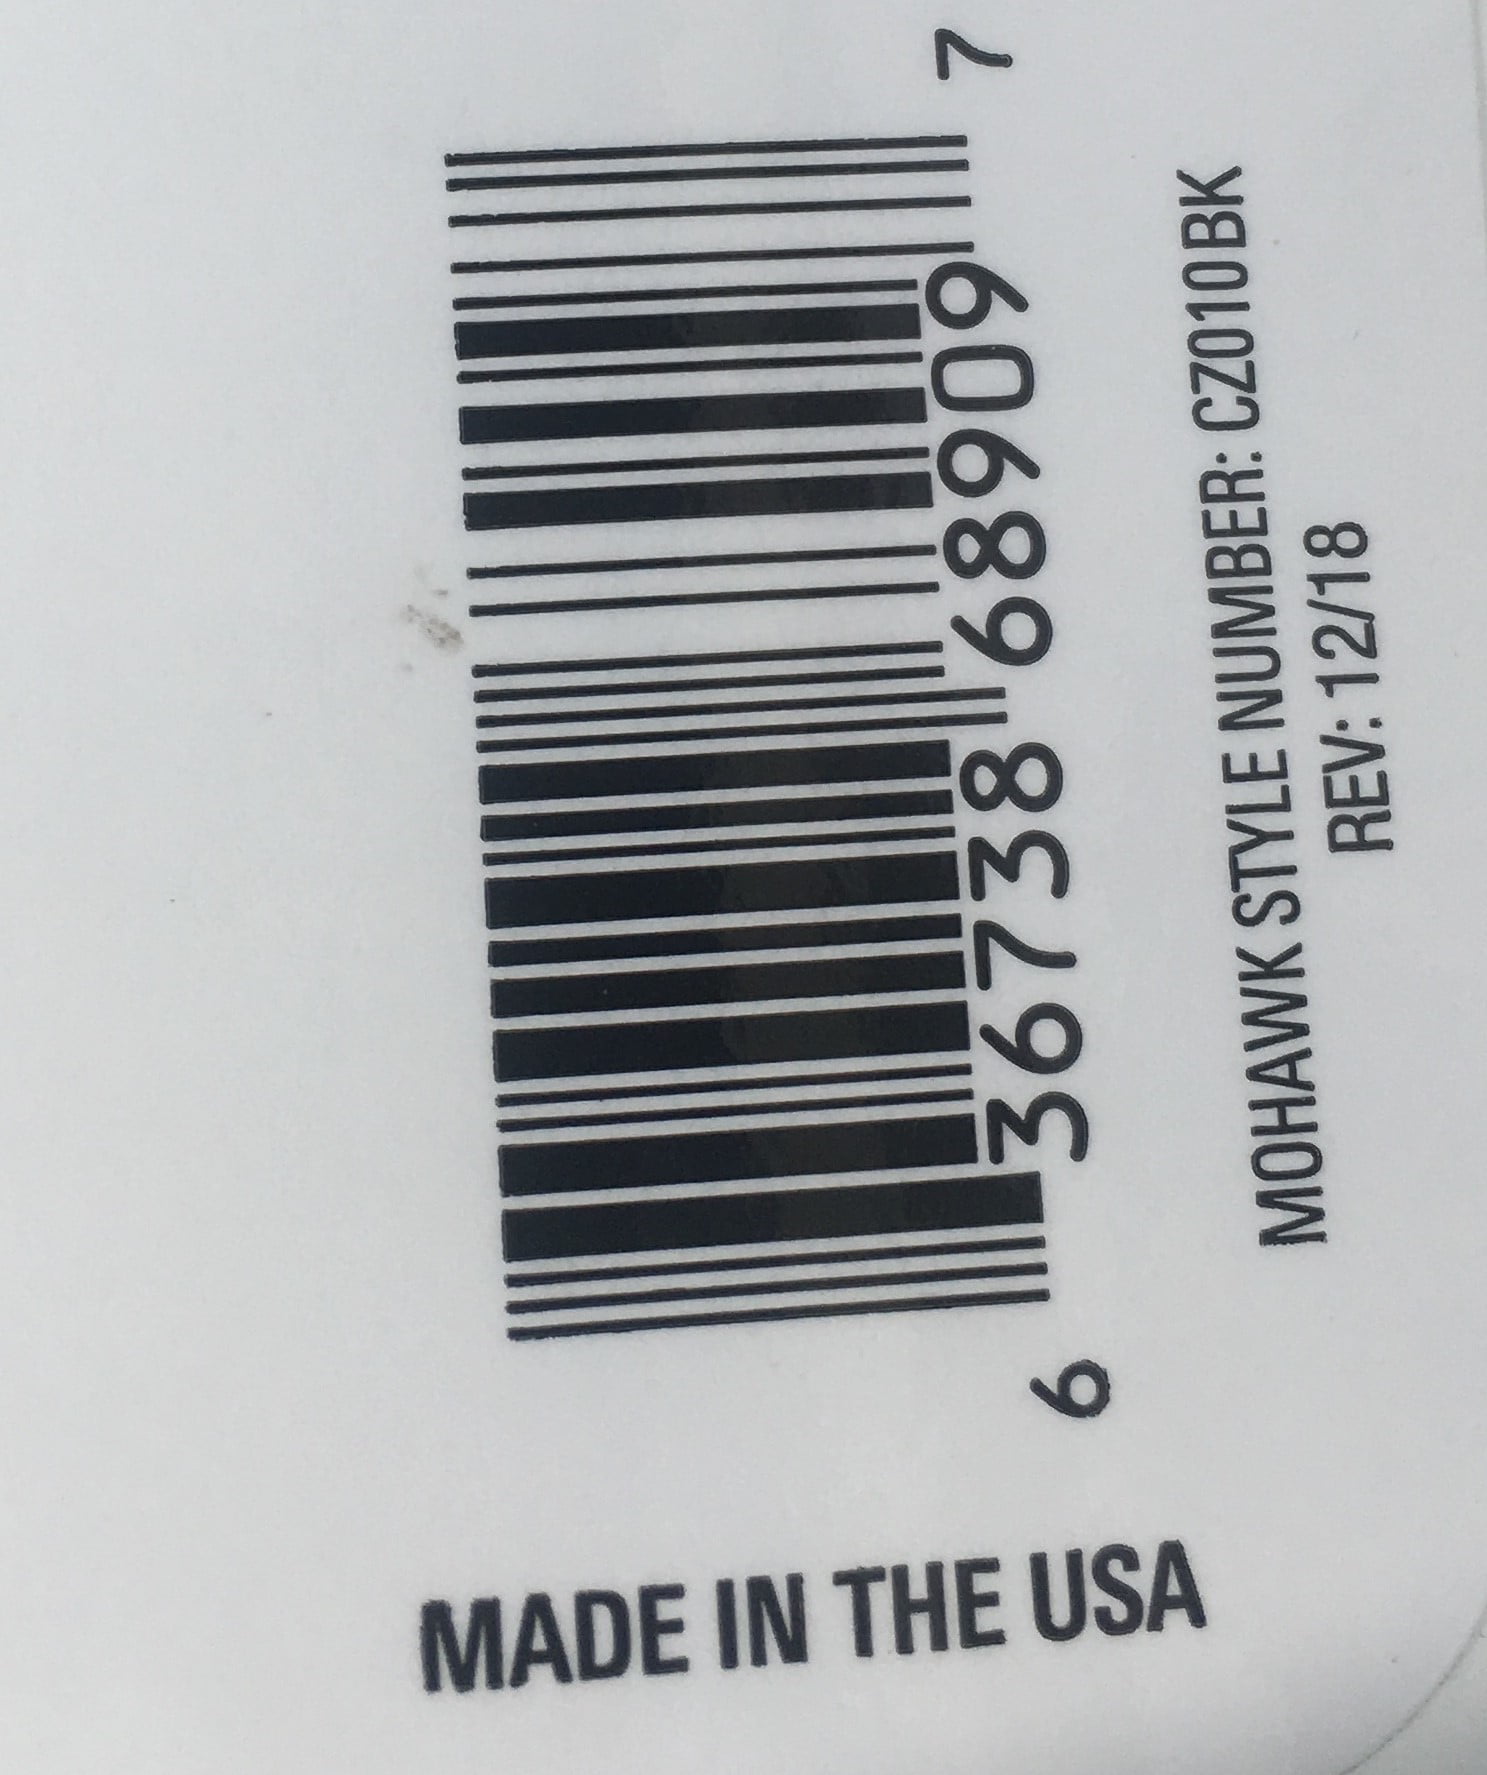 6 36738 68909 7
MOHAWK STYLE NUMBER: CZ010BK
REV: 12/18
MADE IN THE USA